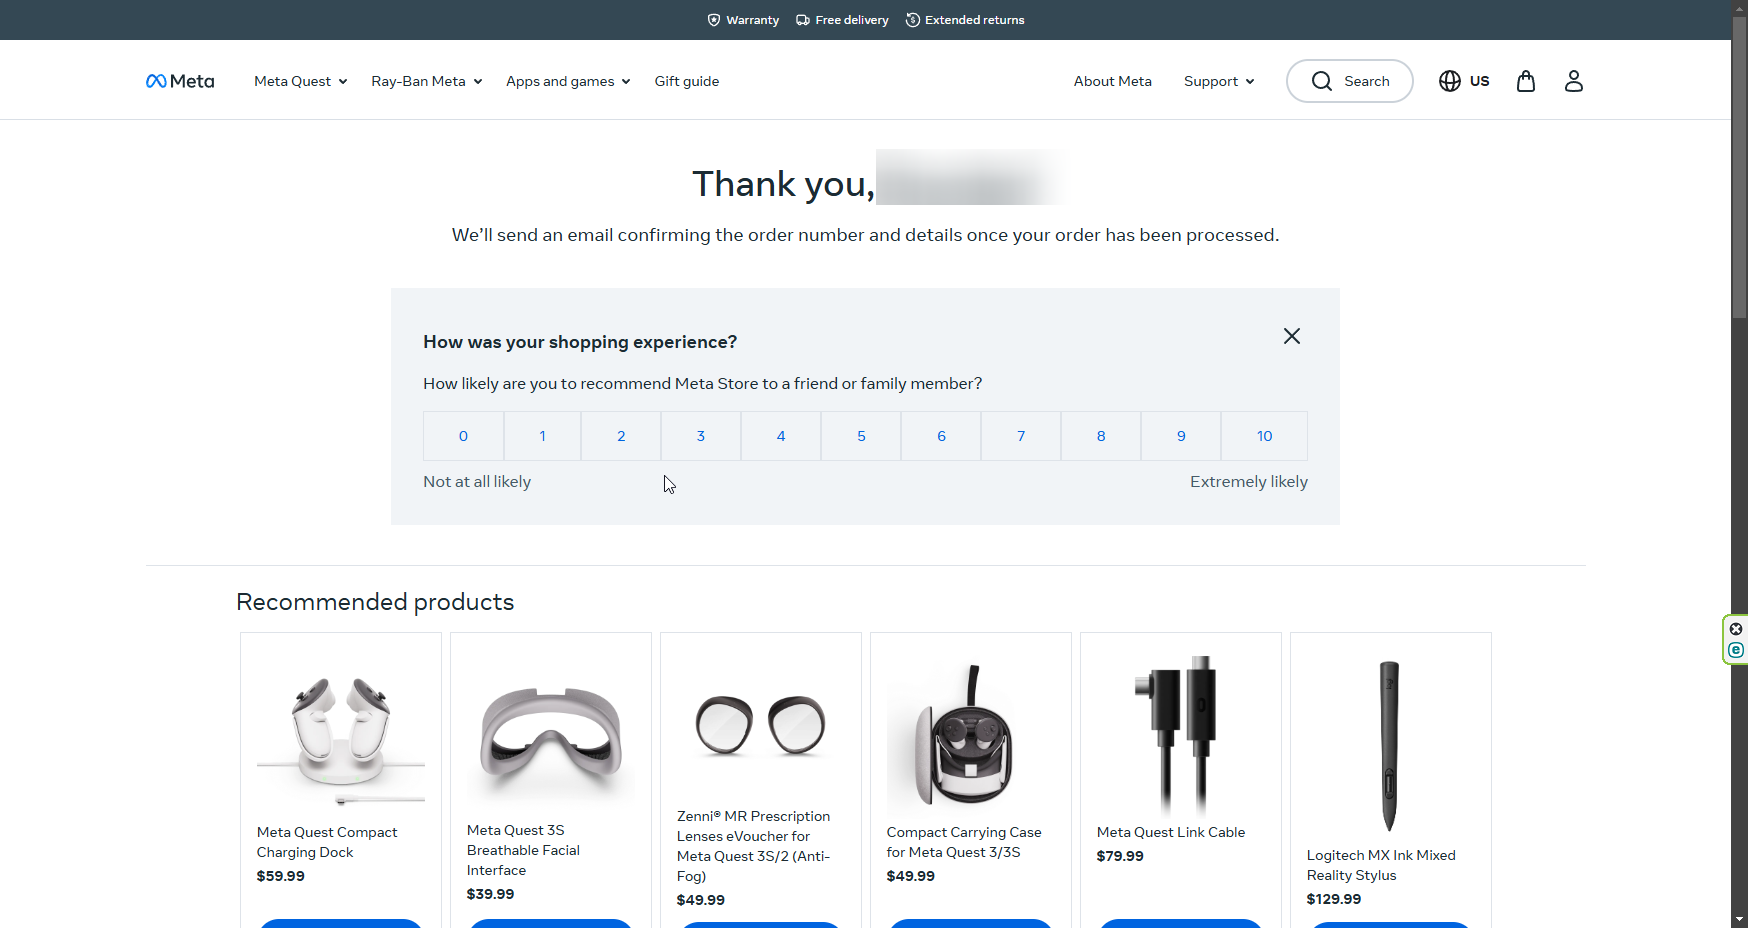 Warranty Free delivery Extended returns
Meta Meta Quest Ray-Ban Meta Apps and games Gift guide About Meta Support Search US
Thank you,
We’ll send an email confirming the order number and details once your order has been processed.
How was your shopping experience?
How likely are you to recommend Meta Store to a friend or family member?
0 1 2 3 4 5 6 7 8 9 10
Not at all likely Extremely likely
Recommended products
Meta Quest Compact
Charging Dock
$59.99
Meta Quest 3S
Breathable Facial
Interface
$39.99
Zenni® MR Prescription
Lenses eVoucher for
Meta Quest 3S/2 (Anti-
Fog)
$49.99
Compact Carrying Case
for Meta Quest 3/3S
$49.99
Meta Quest Link Cable
$79.99
Logitech MX Ink Mixed
Reality Stylus
$129.99